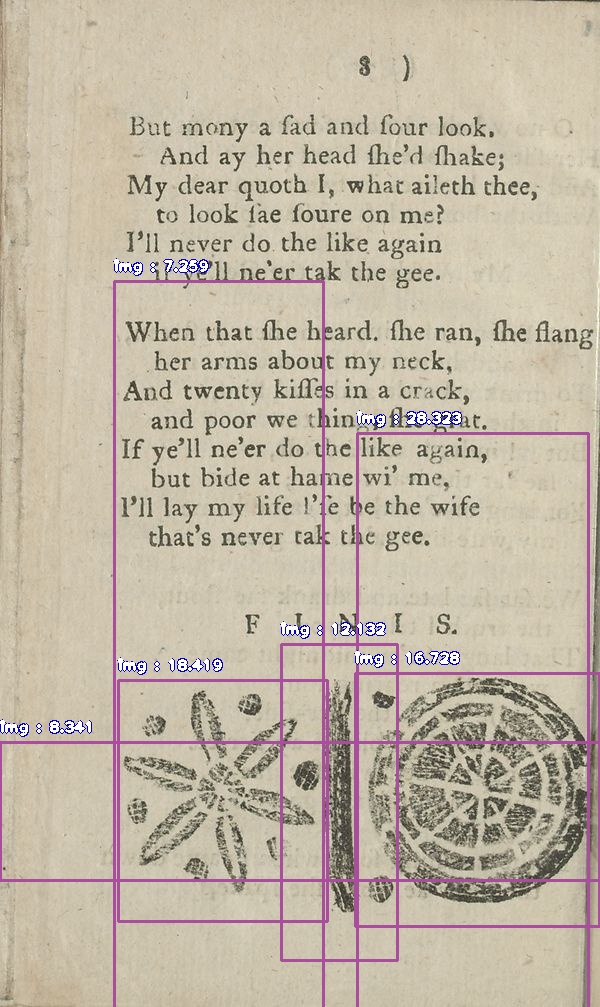 8 )
But mony a ſad and ſour look,
And ay her head ſhe'd ſhake;
My dear quoth I, what aileth thee,
to look ſae ſoure on me?
I'll never do the like again
if ye'll ne'er tak the gee.
When that ſhe heard. ſhe ran, ſhe flang
her arms about my neck,
And twenty kiſſes in a crack,
and poor we thing, ſhe grat.
If ye'll ne'er do the like again,
but bide at hame wi' me,
I'll lay my life I'ſe be the wife
that's never tak the gee.
F I N I S.
img : 7.259
img : 28.323
img : 12.132
img : 18.419
img : 16.728
img : 8.341